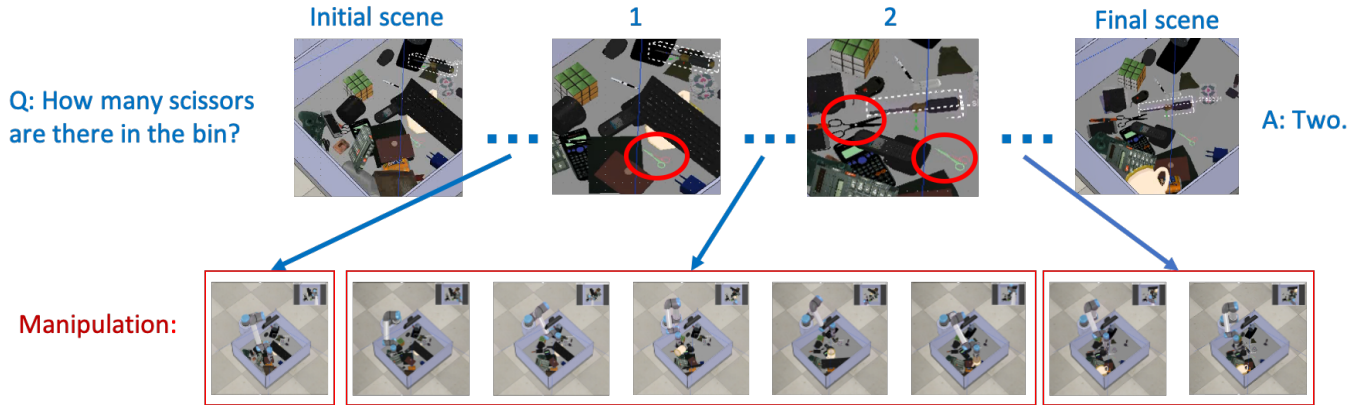 Initial scene
1
2
Final scene
Q: How many scissors
are there in the bin?
A: Two.
Manipulation: